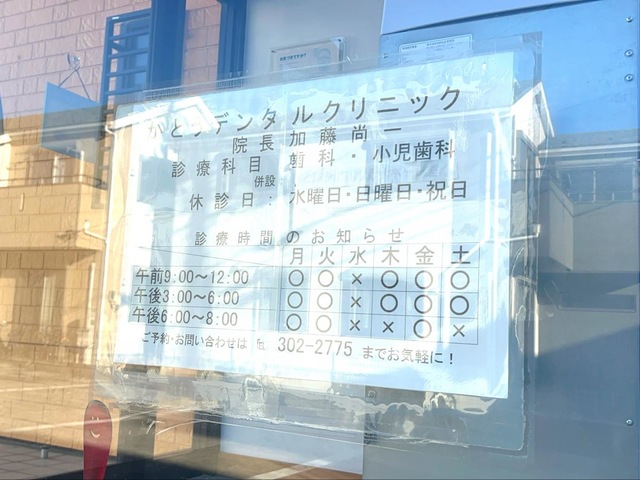 かとうデンタルクリニック
院長 加藤尚一
診療科目 歯科・小児歯科
併設
休診日: 水曜日・日曜日・祝日
診療時間のお知らせ
月 火 水 木 金 土
午前9:00～12:00 ○ ○ × ○ ○ ○
午後3:00～6:00 ○ ○ × ○ ○ ○
午後6:00～8:00 ○ ○ × × ○ ×
ご予約・お問い合わせは ℡ 302-2775 までお気軽に!